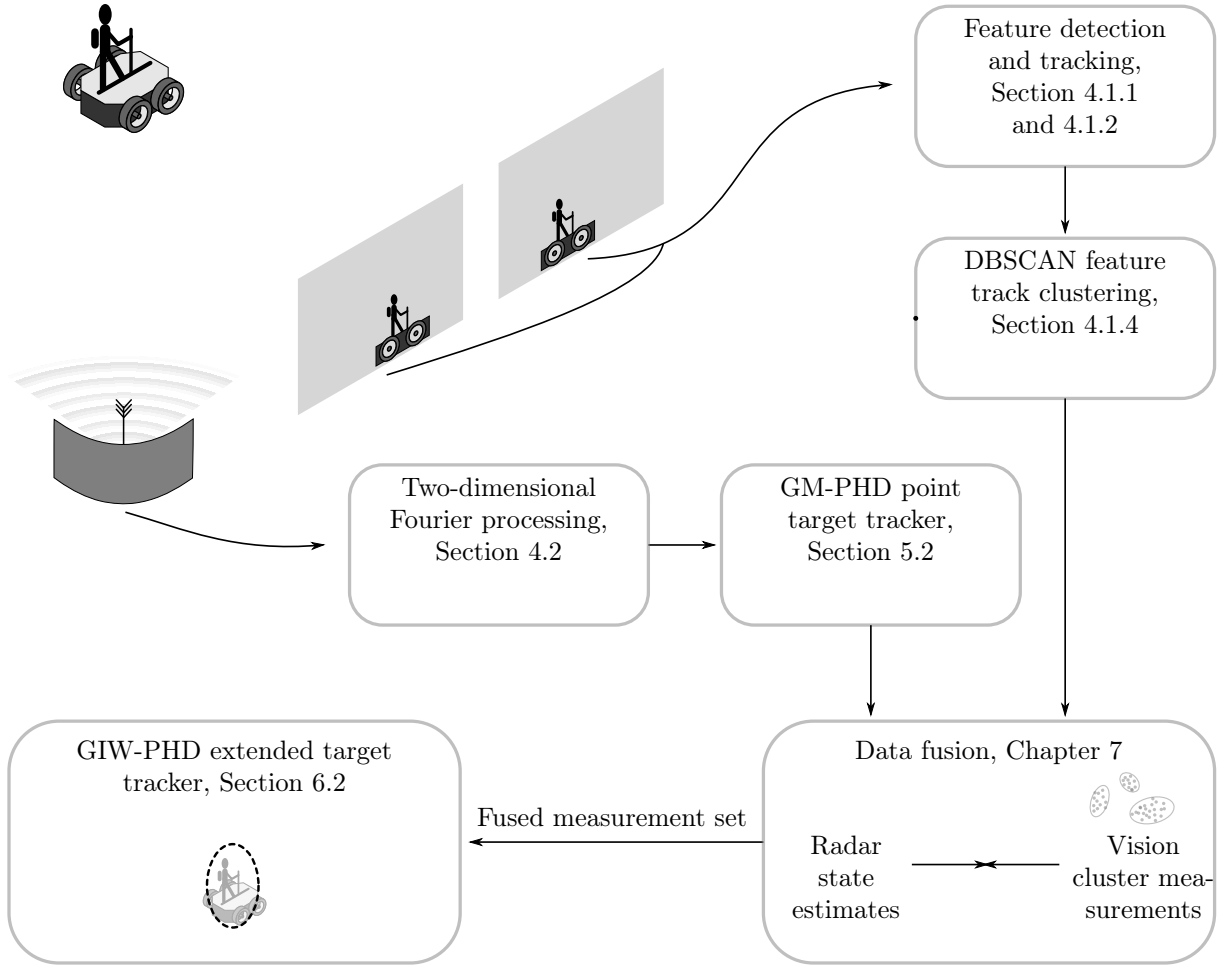 Feature detection
and tracking,
Section 4.1.1
and 4.1.2
DBSCAN feature
track clustering,
Section 4.1.4
Two-dimensional
Fourier processing,
Section 4.2
GM-PHD point
target tracker,
Section 5.2
GIW-PHD extended target
tracker, Section 6.2
Fused measurement set
Data fusion, Chapter 7
Radar
state
estimates
Vision
cluster mea-
surements